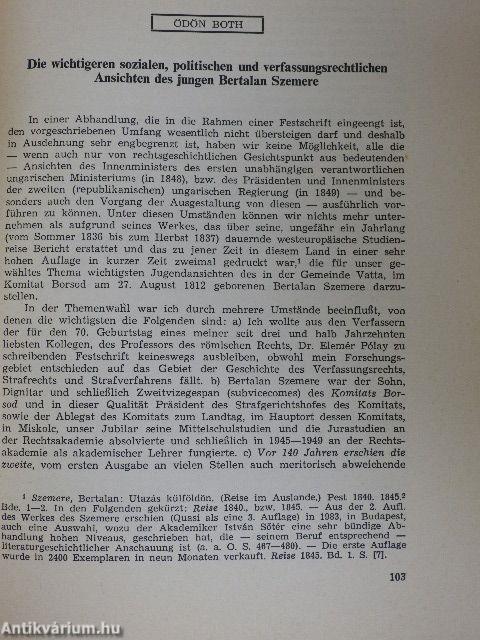 ÖDÖN BOTH
Die wichtigeren sozialen, politischen und verfassungsrechtlichen
Ansichten des jungen Bertalan Szemere
In einer Abhandlung, die in die Rahmen einer Festschrift eingeengt ist,
den vorgeschriebenen Umfang wesentlich nicht übersteigen darf und deshalb
in Ausdehnung sehr engbegrenzt ist, haben wir keine Möglichkeit, alle die
— wenn auch nur von rechtsgeschichtlichen Gesichtspunkt aus bedeutenden
— Ansichten des Innenministers des ersten unabhängigen verantwortlichen
ungarischen Ministeriums (in 1848), bzw. des Präsidenten und Innenministers
der zweiten (republikanischen) ungarischen Regierung (in 1849) — und be-
sonders auch den Vorgang der Ausgestaltung von diesen — ausführlich vor-
führen zu können. Unter diesen Umständen können wir nichts mehr unter-
nehmen als aufgrund seines Werkes, das über seine, ungefähr ein Jahrlang
(vom Sommer 1836 bis zum Herbst 1837) dauernde westeuropäische Studien-
reise Bericht erstattet und das zu jener Zeit in diesem Land in einer sehr
hohen Auflage in kurzer Zeit zweimal gedruckt war,¹ die für unser ge-
wähltes Thema wichtigsten Jugendansichten des in der Gemeinde Vatta, im
Komitat Borsod am 27. August 1812 geborenen Bertalan Szemere darzu-
stellen.
In der Themenwahl war ich durch mehrere Umstände beeinflußt, von
denen die wichtigsten die Folgenden sind: a) Ich wollte aus den Verfassern
der für den 70. Geburtstag eines meiner seit drei und halb Jahrzehnten
liebsten Kollegen, des Professors des römischen Rechts, Dr. Elemér Pólay zu
schreibenden Festschrift keineswegs ausbleiben, obwohl mein Forschungs-
gebiet entschieden auf das Gebiet der Geschichte des Verfassungsrechts,
Strafrechts und Strafverfahrens fällt. b) Bertalan Szemere war der Sohn,
Dignitar und schließlich Zweitvizegespan (subvicecomes) des Komitats Bor-
sod und in dieser Qualität Präsident des Strafgerichtshofes des Komitats,
sowie der Ablegat des Komitats zum Landtag, im Hauptort dessen Komitats,
in Miskolc, unser Jubilar seine Mittelschulstudien und die Jurastudien an
der Rechtsakademie absolvierte und schließlich in 1945—1949 an der Rechts-
akademie als akademischer Lehrer fungierte. c) Vor 140 Jahren erschien die
zweite, vom ersten Ausgabe an vielen Stellen auch meritorisch abweichende
¹ Szemere, Bertalan: Utazás külföldön. (Reise im Auslande.) Pest 1840. 1845.²
Bde. 1—2. In den Folgenden gekürzt: Reise 1840., bzw. 1845. — Aus der 2. Aufl.
des Werkes des Szemere erschien (Quasi als eine 3. Auflage) in 1983, in Budapest,
auch eine Auswahl, wozu der Akademiker István Sőtér eine sehr bündige Ab-
handlung hohen Niveaus, geschrieben hat, die — seinem Beruf entsprechend —
literaturgeschichtlicher Anschauung ist (a. a. O. S. 467—480). — Die erste Auflage
wurde in 2400 Exemplaren in neun Monaten verkauft. Reise 1845. Bd. 1. S. [7].
103
Antikvárium.hu